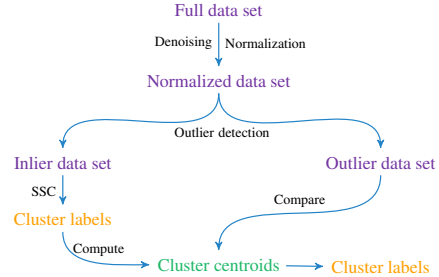 Full data set
Denoising Normalization
Normalized data set
Outlier detection
Inlier data set Outlier data set
SSC
Compare
Cluster labels
Compute
Cluster centroids Cluster labels